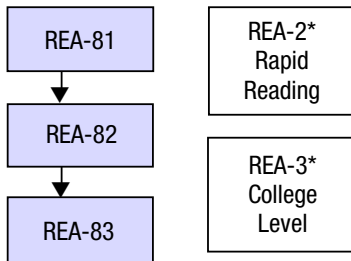 REA-81
REA-82
REA-83
REA-2*
Rapid
Reading
REA-3*
College
Level